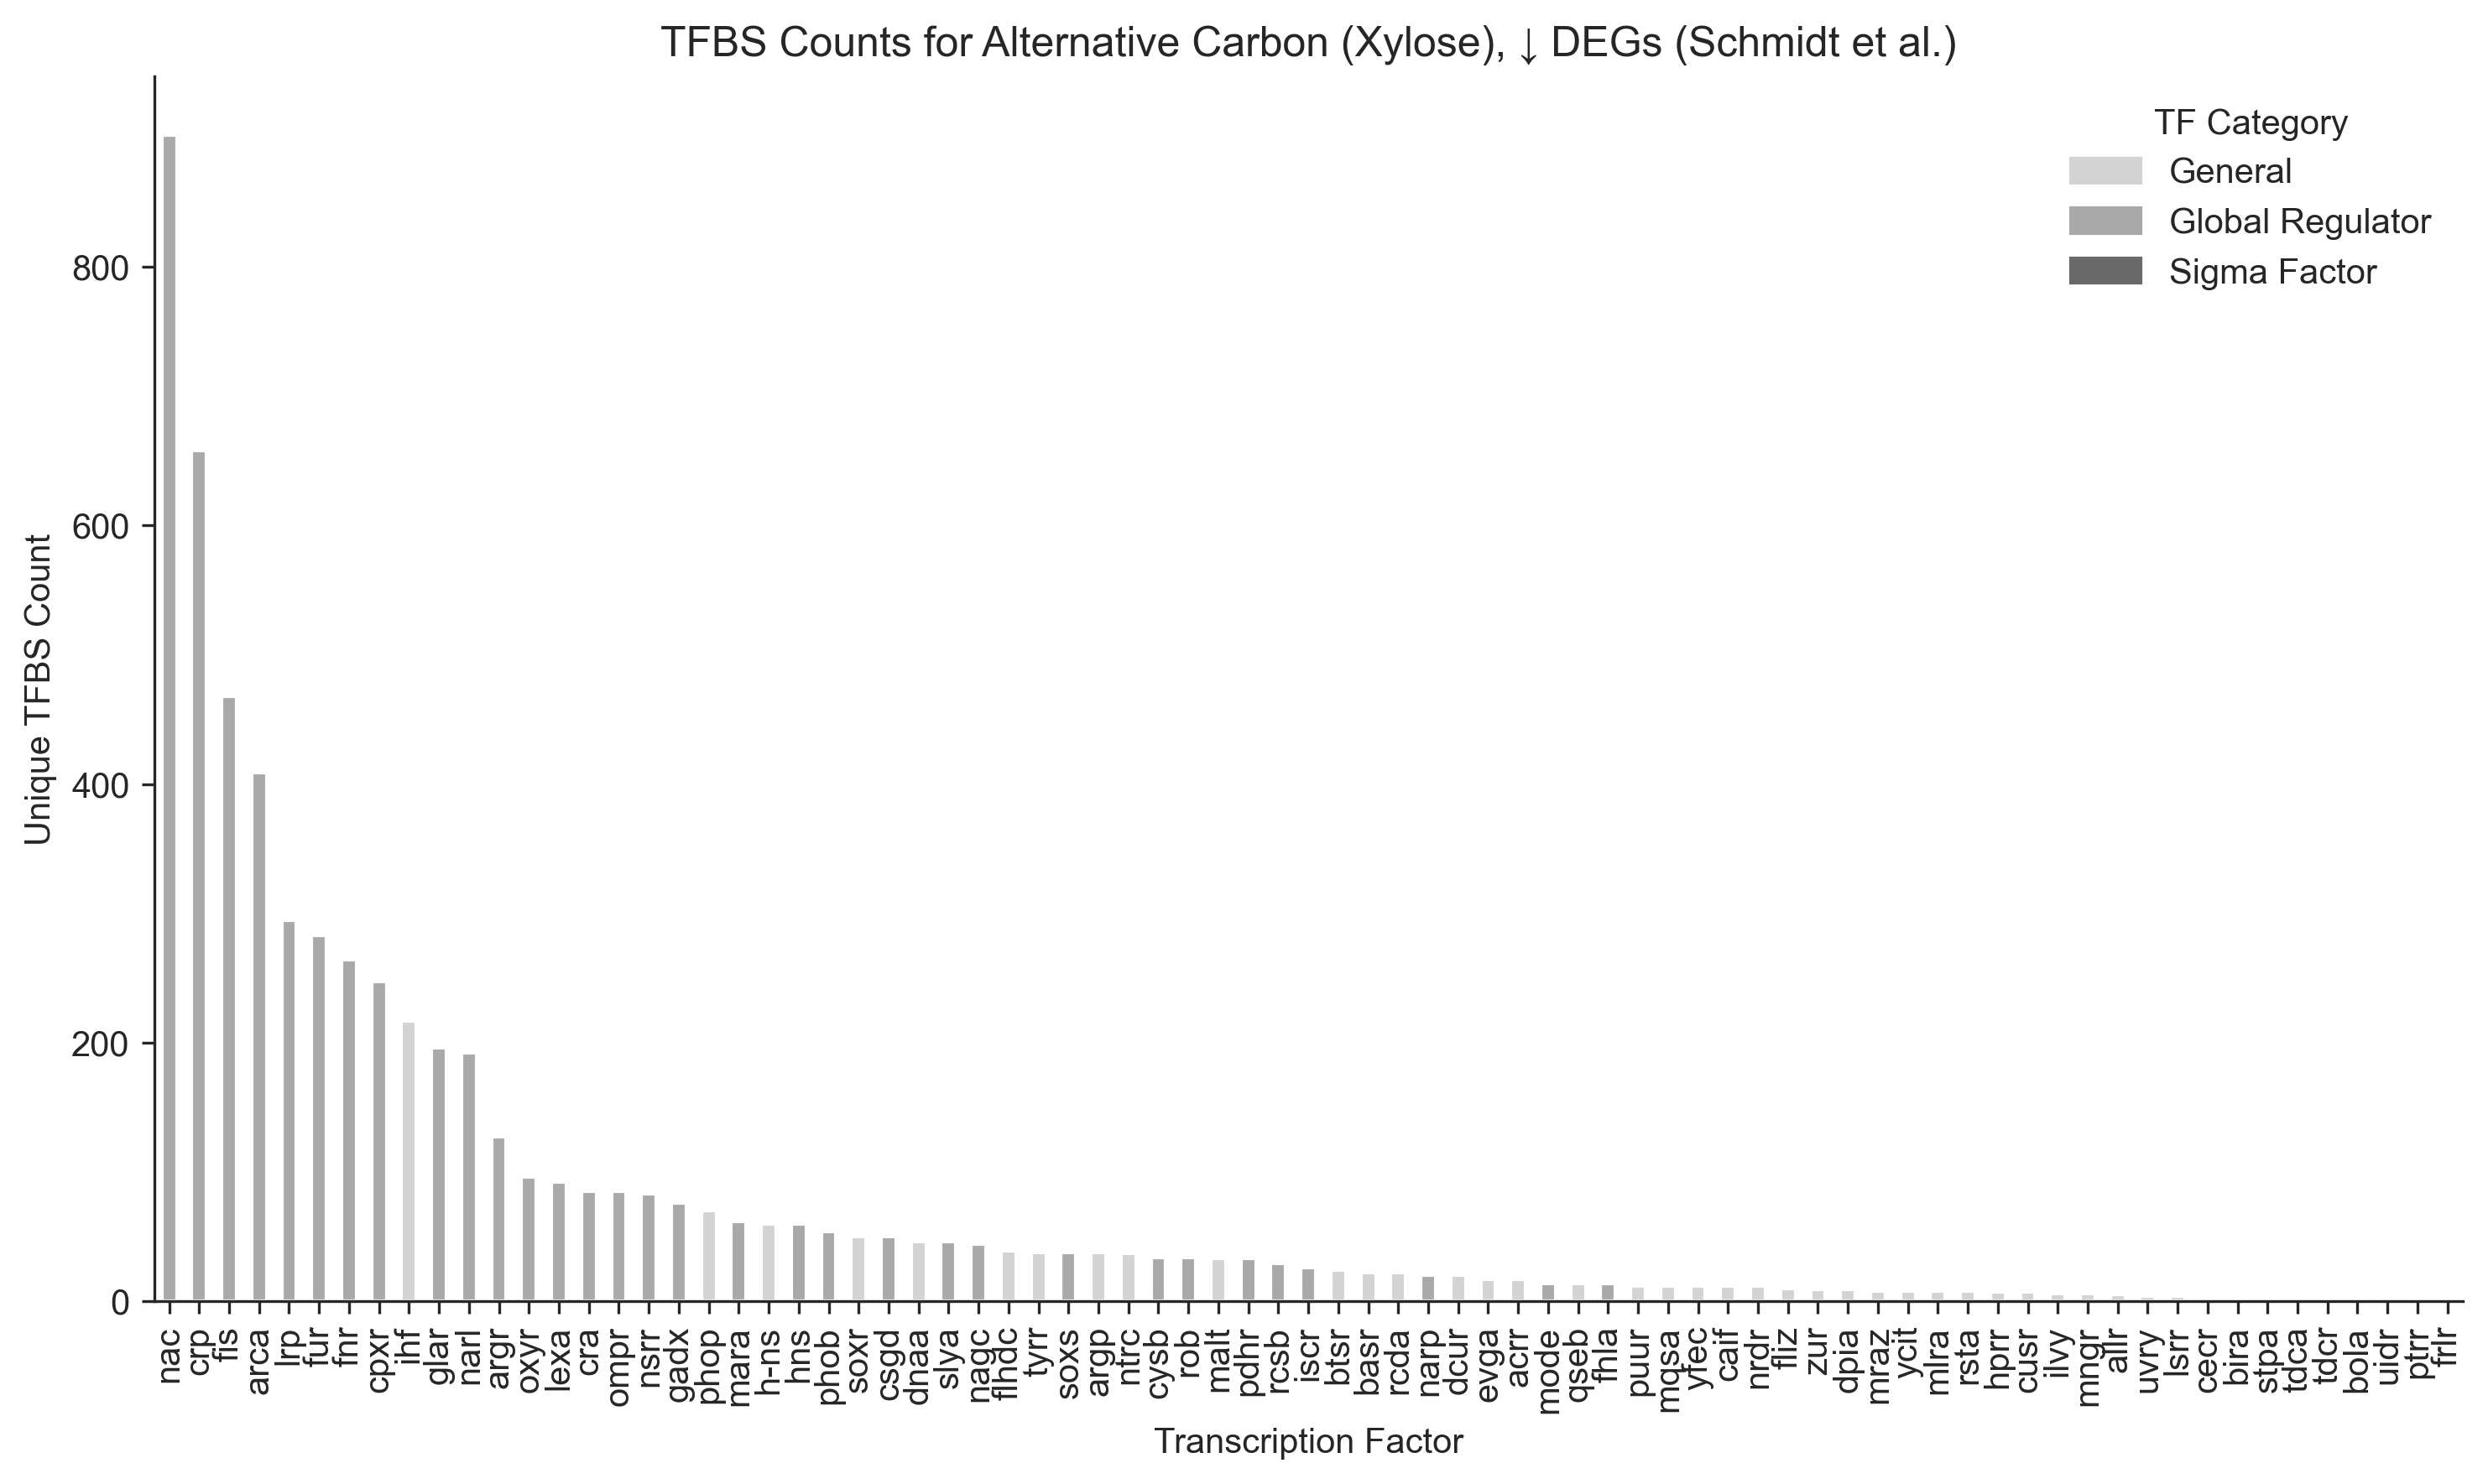 TFBS Counts for Alternative Carbon (Xylose), ↓ DEGs (Schmidt et al.)
TF Category
General
Global Regulator
Sigma Factor
Unique TFBS Count
800
600
400
200
0
nac
crp
fis
arca
lrp
fur
fnr
cpxr
ihf
glar
narl
argr
oxyr
lexa
cra
ompr
nsrr
gadx
phop
mara
h-ns
hns
phob
soxr
csgd
dnaa
slya
nagc
flhdc
tyrr
soxs
argp
ntrc
cysb
rob
malt
pdhr
rcsb
iscr
btsr
basr
rcda
narp
dcur
evga
acrr
mode
qseb
fhla
puur
mqsa
yfec
caif
nrdr
fliz
zur
dpia
mraz
ycit
mlra
rsta
hprr
cusr
ilvy
mngr
allr
uvry
lsrr
cecr
bira
stpa
tdca
tdcr
bola
uidr
ptrr
frlr
Transcription Factor